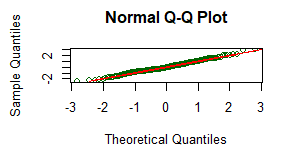 Normal Q-Q Plot
Sample Quantiles
2
-2
-3 -2 -1 0 1 2 3
Theoretical Quantiles